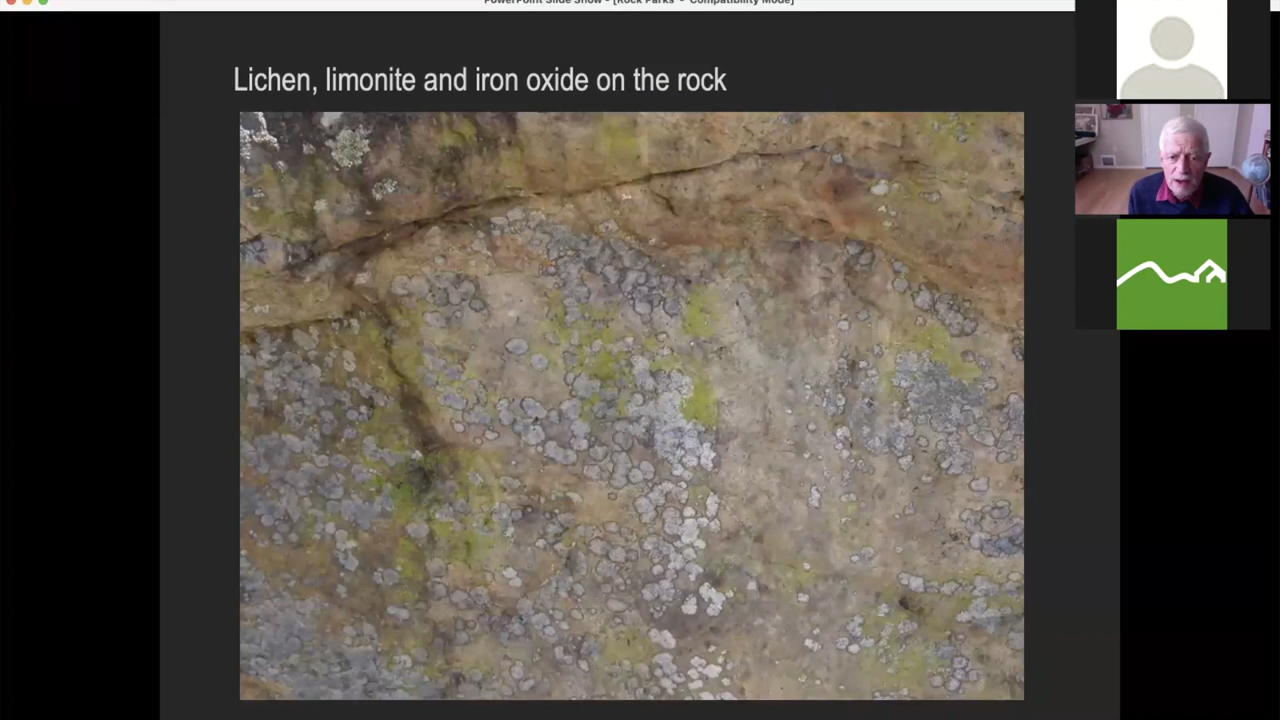 PowerPoint Slide Show - [Rock Parks - Compatibility Mode]
Lichen, limonite and iron oxide on the rock